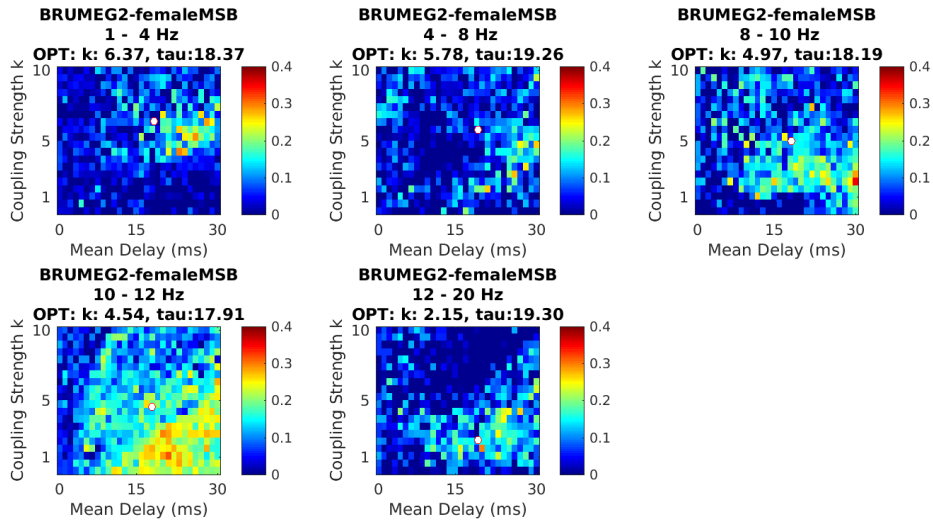 BRUMEG2-femaleMSB
1 - 4 Hz
OPT: k: 6.37, tau:18.37
Coupling Strength k
10
5
1
0
15
30
Mean Delay (ms)
0.4
0.3
0.2
0.1
0
BRUMEG2-femaleMSB
4 - 8 Hz
OPT: k: 5.78, tau:19.26
Coupling Strength k
10
5
1
0
15
30
Mean Delay (ms)
0.4
0.3
0.2
0.1
0
BRUMEG2-femaleMSB
8 - 10 Hz
OPT: k: 4.97, tau:18.19
Coupling Strength k
10
5
1
0
15
30
Mean Delay (ms)
0.4
0.3
0.2
0.1
0
BRUMEG2-femaleMSB
10 - 12 Hz
OPT: k: 4.54, tau:17.91
Coupling Strength k
10
5
1
0
15
30
Mean Delay (ms)
0.4
0.3
0.2
0.1
0
BRUMEG2-femaleMSB
12 - 20 Hz
OPT: k: 2.15, tau:19.30
Coupling Strength k
10
5
1
0
15
30
Mean Delay (ms)
0.4
0.3
0.2
0.1
0